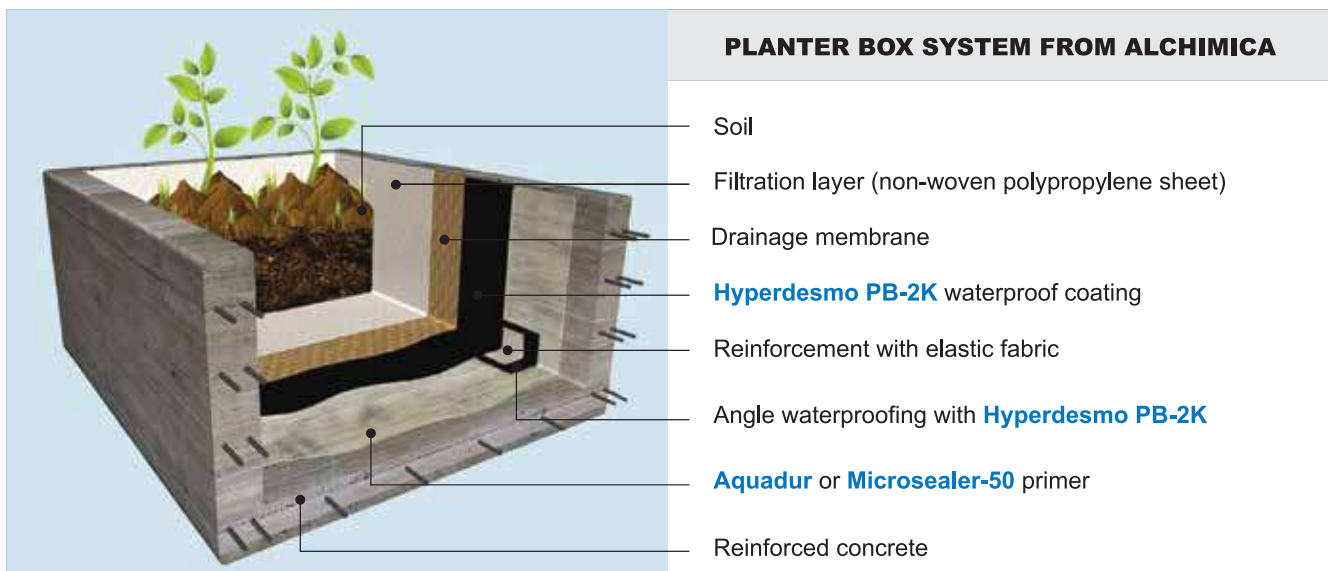 PLANTER BOX SYSTEM FROM ALCHIMICA
Soil
Filtration layer (non-woven polypropylene sheet)
Drainage membrane
Hyperdesmo PB-2K waterproof coating
Reinforcement with elastic fabric
Angle waterproofing with Hyperdesmo PB-2K
Aquadur or Microsealer-50 primer
Reinforced concrete